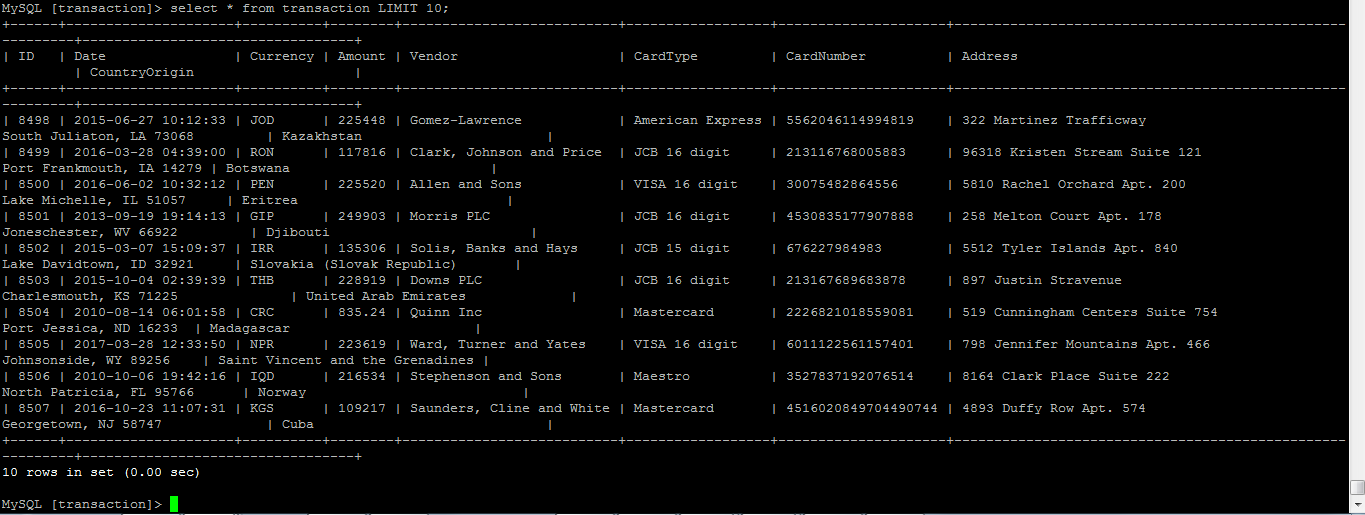 MySQL [transaction]> select * from transaction LIMIT 10;
+------+---------------------+----------+--------+---------------------------+------------------+---------------------+--------------------------------------------------
---------+----------------------------------+
| ID | Date | Currency | Amount | Vendor | CardType | CardNumber | Address
| CountryOrigin |
+------+---------------------+----------+--------+---------------------------+------------------+---------------------+--------------------------------------------------
---------+----------------------------------+
| 8498 | 2015-06-27 10:12:33 | JOD | 225448 | Gomez-Lawrence | American Express | 5562046114994819 | 322 Martinez Trafficway
South Juliaton, LA 73068 | Kazakhstan |
| 8499 | 2016-03-28 04:39:00 | RON | 117816 | Clark, Johnson and Price | JCB 16 digit | 213116768005883 | 96318 Kristen Stream Suite 121
Port Frankmouth, IA 14279 | Botswana |
| 8500 | 2016-06-02 10:32:12 | PEN | 225520 | Allen and Sons | VISA 16 digit | 30075482864556 | 5810 Rachel Orchard Apt. 200
Lake Michelle, IL 51057 | Eritrea |
| 8501 | 2013-09-19 19:14:13 | GIP | 249903 | Morris PLC | JCB 16 digit | 4530835177907888 | 258 Melton Court Apt. 178
Joneschester, WV 66922 | Djibouti |
| 8502 | 2015-03-07 15:09:37 | IRR | 135306 | Solis, Banks and Hays | JCB 15 digit | 676227984983 | 5512 Tyler Islands Apt. 840
Lake Davidtown, ID 32921 | Slovakia (Slovak Republic) |
| 8503 | 2015-10-04 02:39:39 | THB | 228919 | Downs PLC | JCB 16 digit | 213167689683878 | 897 Justin Stravenue
Charlesmouth, KS 71225 | United Arab Emirates |
| 8504 | 2010-08-14 06:01:58 | CRC | 835.24 | Quinn Inc | Mastercard | 2226821018559081 | 519 Cunningham Centers Suite 754
Port Jessica, ND 16233 | Madagascar |
| 8505 | 2017-03-28 12:33:50 | NPR | 223619 | Ward, Turner and Yates | VISA 16 digit | 6011122561157401 | 798 Jennifer Mountains Apt. 466
Johnsonside, WY 89256 | Saint Vincent and the Grenadines |
| 8506 | 2010-10-06 19:42:16 | IQD | 216534 | Stephenson and Sons | Maestro | 3527837192076514 | 8164 Clark Place Suite 222
North Patricia, FL 95766 | Norway |
| 8507 | 2016-10-23 11:07:31 | KGS | 109217 | Saunders, Cline and White | Mastercard | 4516020849704490744 | 4893 Duffy Row Apt. 574
Georgetown, NJ 58747 | Cuba |
+------+---------------------+----------+--------+---------------------------+------------------+---------------------+--------------------------------------------------
---------+----------------------------------+
10 rows in set (0.00 sec)
MySQL [transaction]>